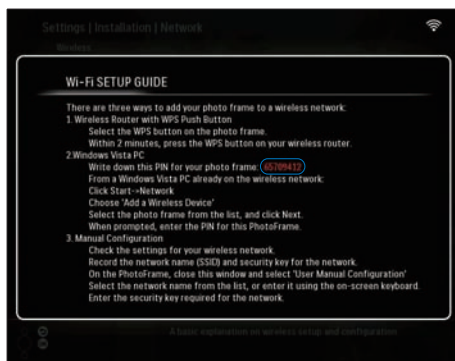 Settings | Installation | Network
Wireless
Wi-Fi SETUP GUIDE
There are three ways to add your photo frame to a wireless network:
1. Wireless Router with WPS Push Button
Select the WPS button on the photo frame.
Within 2 minutes, press the WPS button on your wireless router.
2.Windows Vista PC
Write down this PIN for your photo frame: 65709412
From a Windows Vista PC already on the wireless network:
Click Start->Network
Choose 'Add a Wireless Device'
Select the photo frame from the list, and click Next.
When prompted, enter the PIN for this PhotoFrame.
3. Manual Configuration
Check the settings for your wireless network.
Record the network name (SSID) and security key for the network.
On the PhotoFrame, close this window and select 'User Manual Configuration'
Select the network name from the list, or enter it using the on-screen keyboard.
Enter the security key required for the network.
A basic explanation on wireless setup and configuration